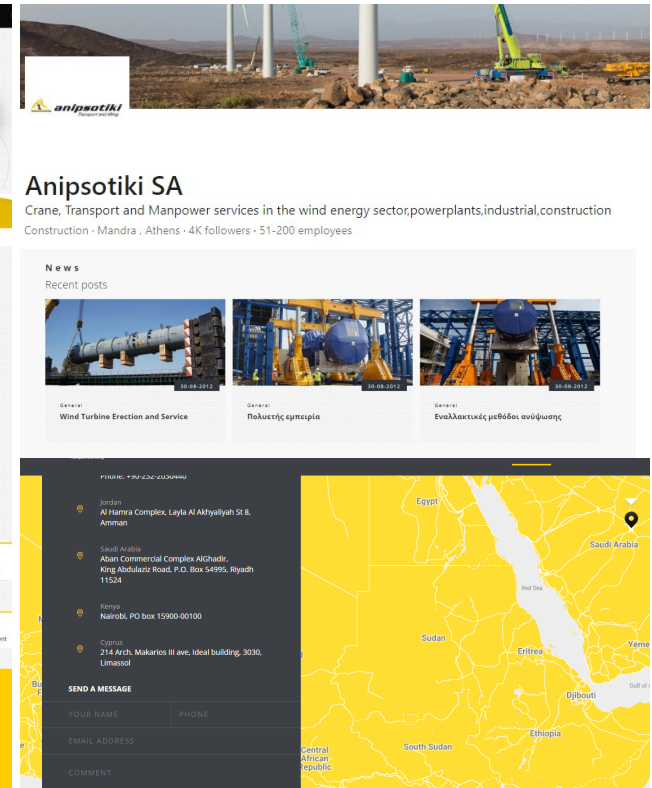 anipsotiki
Transport and lifting
Anipsotiki SA
Crane, Transport and Manpower services in the wind energy sector,powerplants,industrial,construction
Construction · Mandra , Athens · 4K followers · 51-200 employees
News
Recent posts
30-08-2012
30-08-2012
30-08-2012
General
Wind Turbine Erection and Service
General
Πολυετής εμπειρία
General
Εναλλακτικές μεθόδοι ανύψωσης
Phone: +90-232-2030440
Jordan
Al Hamra Complex, Layla Al Akhyaliyah St 8,
Amman
Saudi Arabia
Aban Commercial Complex AlGhadir,
King Abdulaziz Road, P.O. Box 54995, Riyadh
11524
Kenya
Nairobi, PO box 15900-00100
Cyprus
214 Arch. Makarios III ave, Ideal building, 3030,
Limassol
SEND A MESSAGE
YOUR NAME
PHONE
EMAIL ADDRESS
COMMENT
Egypt
Saudi Arabia
Red Sea
Sudan
Eritrea
Yeme
Gulf of
Djibouti
Ethiopia
South Sudan
Central
African
Republic